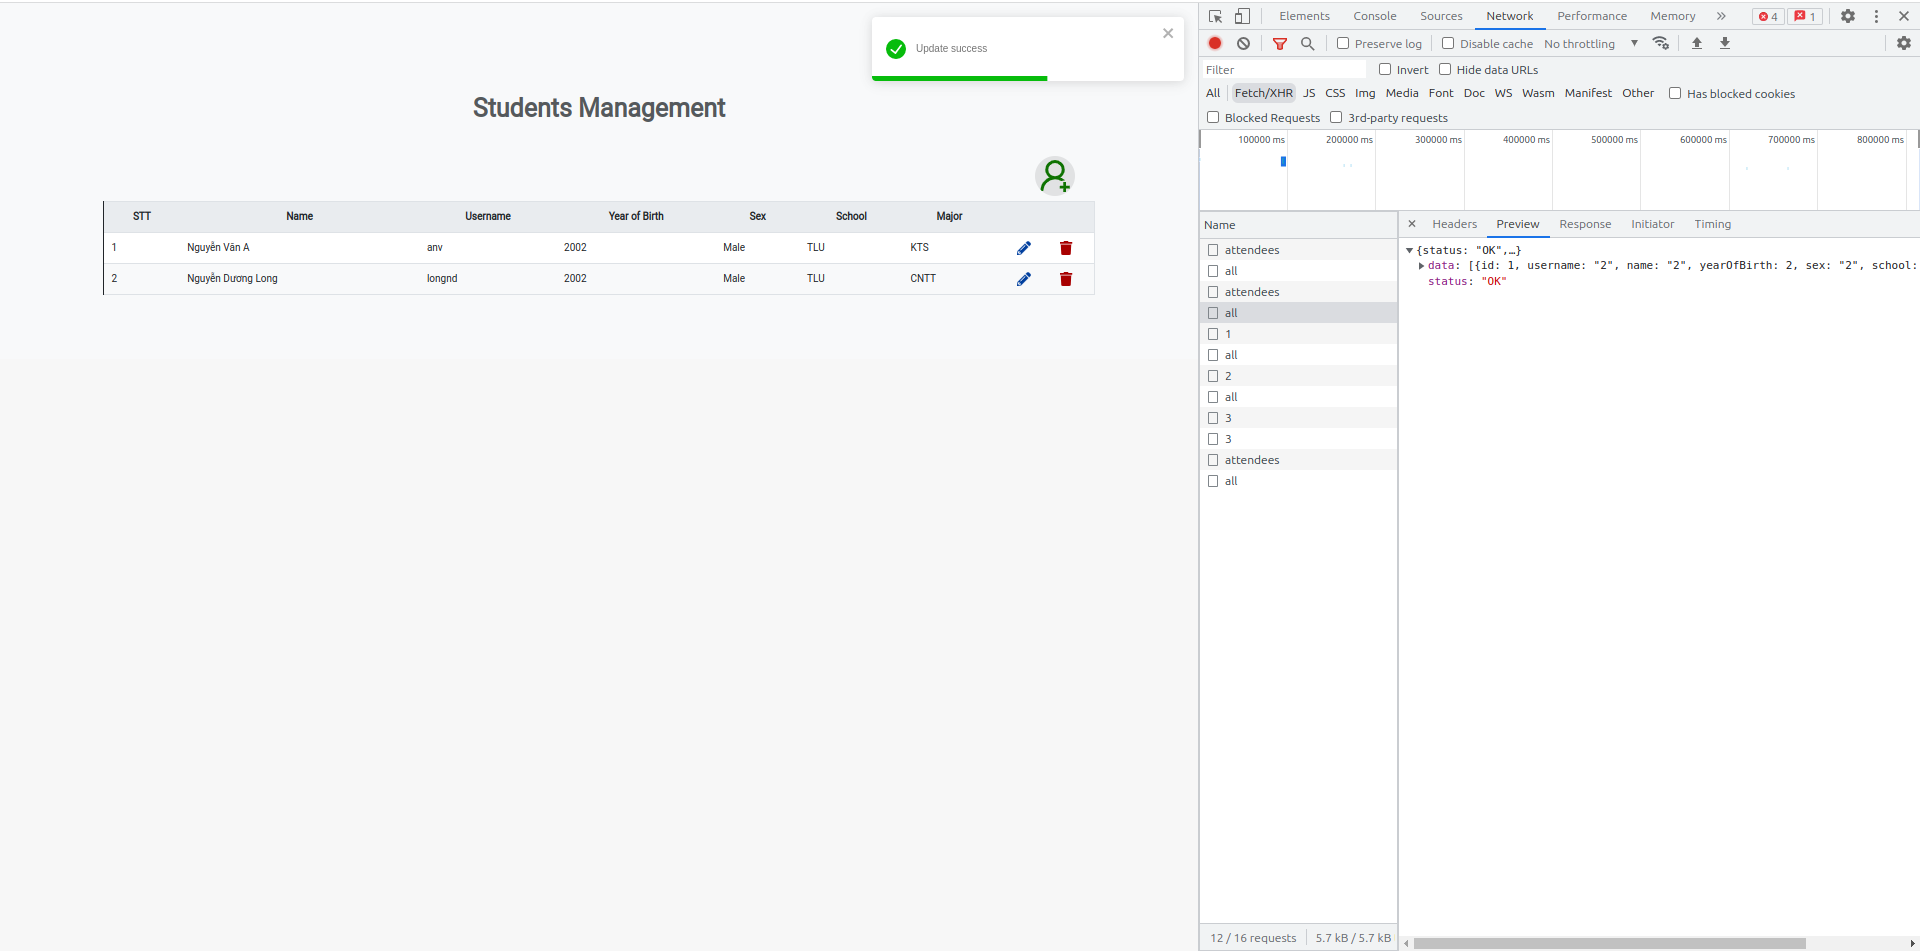 Update success
Students Management
STT Name Username Year of Birth Sex School Major
1 Nguyễn Văn A anv 2002 Male TLU KTS
2 Nguyễn Dương Long longnd 2002 Male TLU CNTT
Elements Console Sources Network Performance Memory » 4 1
Preserve log Disable cache No throttling
Filter Invert Hide data URLs
All Fetch/XHR JS CSS Img Media Font Doc WS Wasm Manifest Other Has blocked cookies
Blocked Requests 3rd-party requests
100000 ms 200000 ms 300000 ms 400000 ms 500000 ms 600000 ms 700000 ms 800000 ms
Name
attendees
all
attendees
all
1
all
2
all
3
3
attendees
all
12 / 16 requests 5.7 kB / 5.7 kB
Headers Preview Response Initiator Timing
{status: "OK",…}
data: [{id: 1, username: "2", name: "2", yearOfBirth: 2, sex: "2", school:
status: "OK"